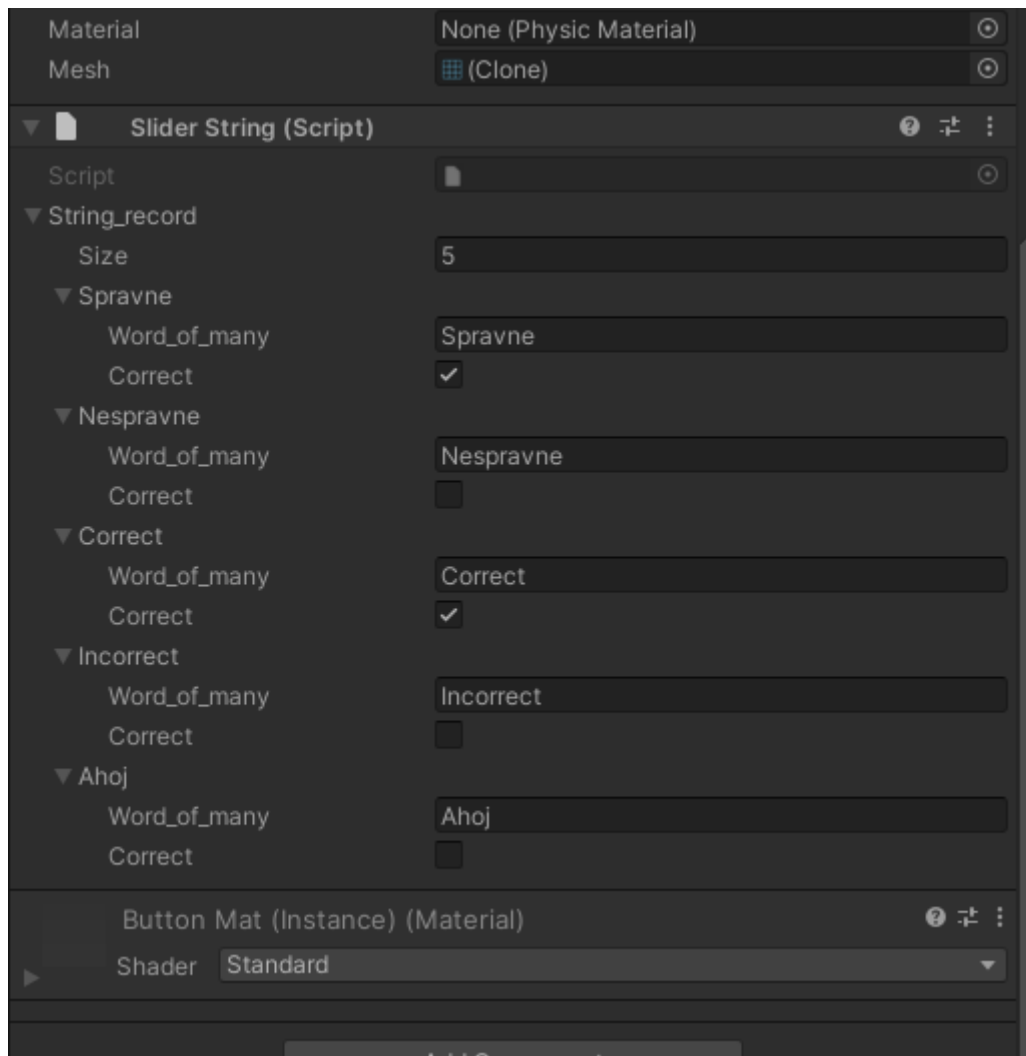 Material None (Physic Material)
Mesh (Clone)
Slider String (Script)
Script
String_record
Size 5
Spravne
Word_of_many Spravne
Correct
Nespravne
Word_of_many Nespravne
Correct
Correct
Word_of_many Correct
Correct
Incorrect
Word_of_many Incorrect
Correct
Ahoj
Word_of_many Ahoj
Correct
Button Mat (Instance) (Material)
Shader Standard